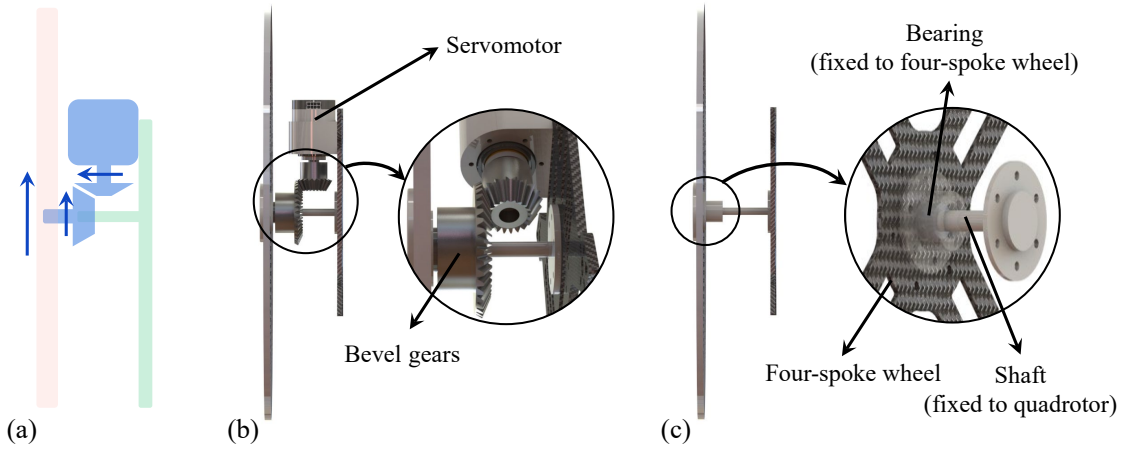 Servomotor
Bevel gears
Bearing
(fixed to four-spoke wheel)
Four-spoke wheel
Shaft
(fixed to quadrotor)
(a)
(b)
(c)